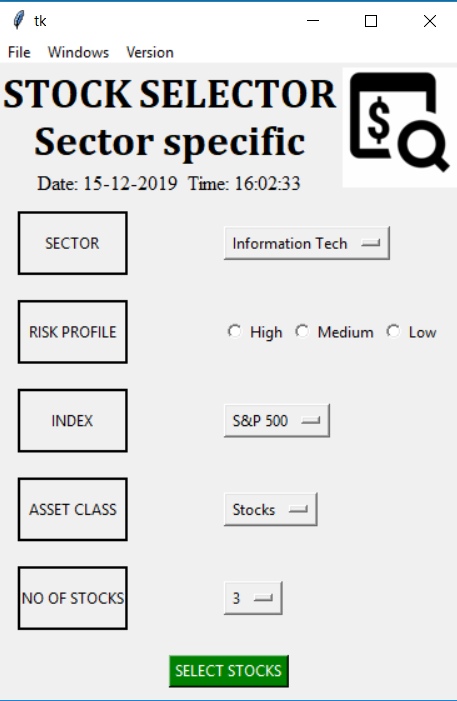 tk
File Windows Version
STOCK SELECTOR
Sector specific
$
Date: 15-12-2019 Time: 16:02:33
SECTOR Information Tech
RISK PROFILE High Medium Low
INDEX S&P 500
ASSET CLASS Stocks
NO OF STOCKS 3
SELECT STOCKS